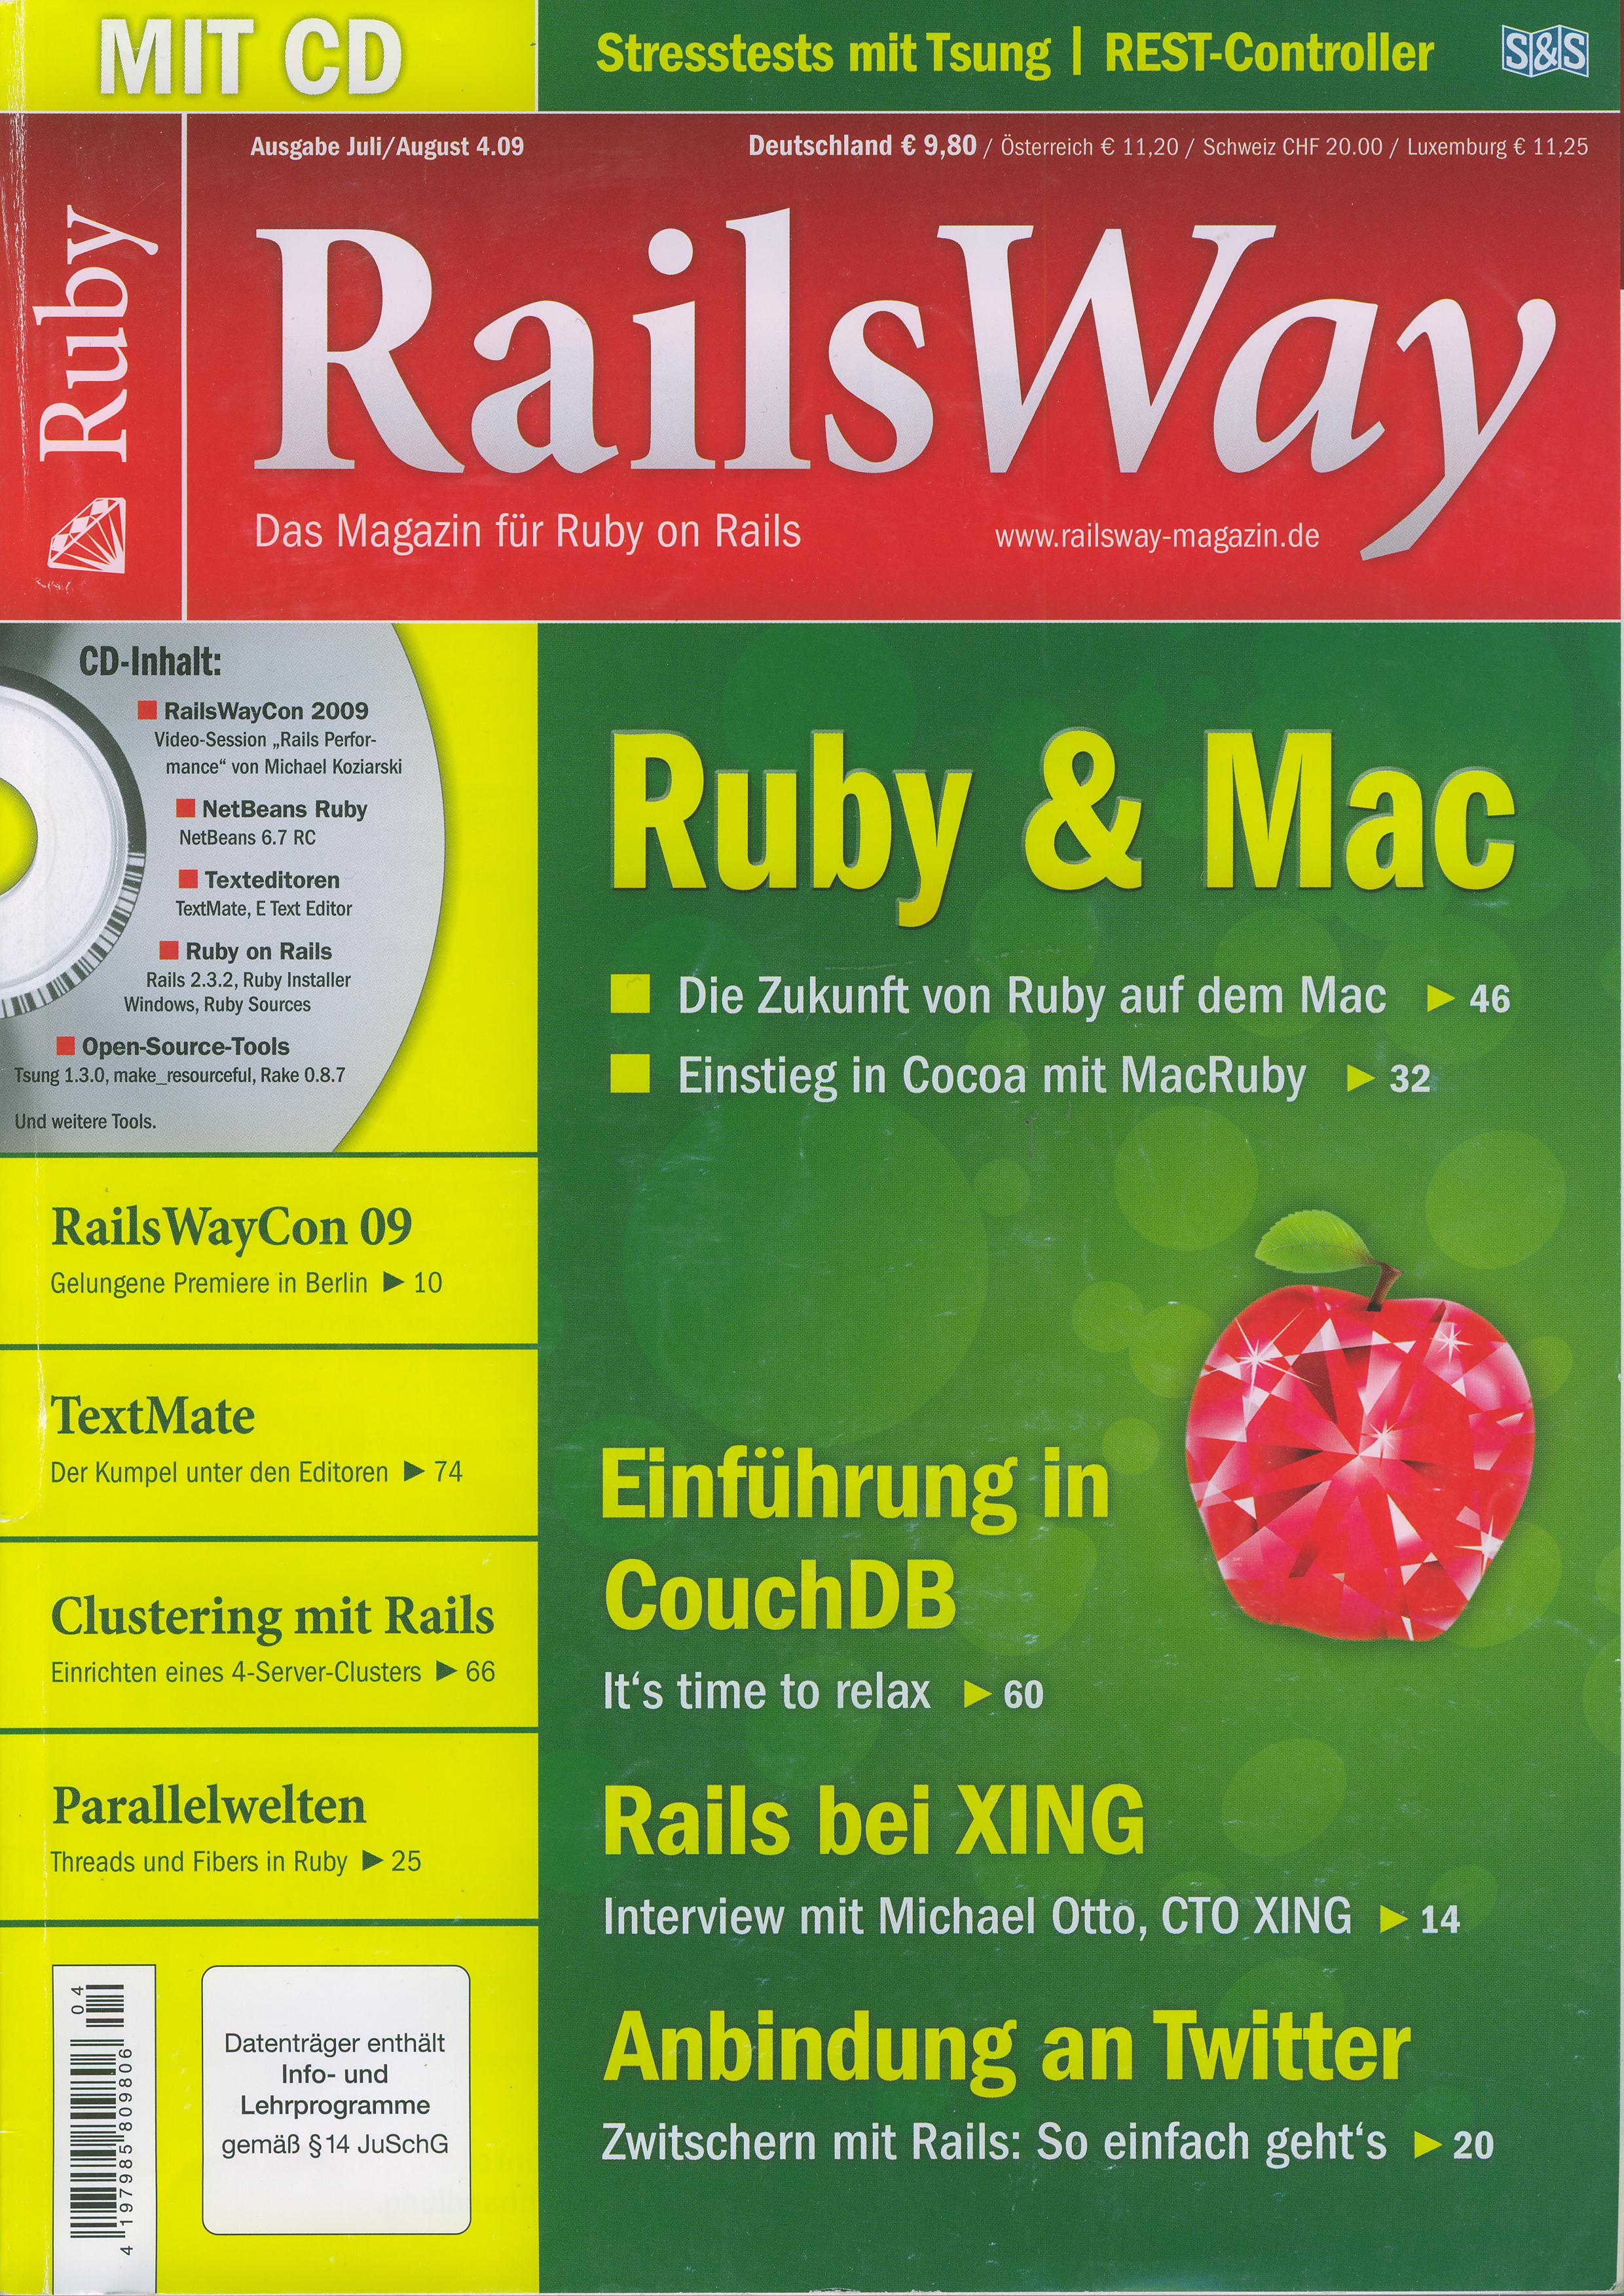 MIT CD
Stresstests mit Tsung | REST-Controller
S&S
Ausgabe Juli/August 4.09
Deutschland € 9,80 / Österreich € 11,20 / Schweiz CHF 20.00 / Luxemburg € 11,25
Ruby
RailsWay
Das Magazin für Ruby on Rails
www.railsway-magazin.de
CD-Inhalt:
RailsWayCon 2009
Video-Session „Rails Perfor-
mance“ von Michael Koziarski
NetBeans Ruby
NetBeans 6.7 RC
Texteditoren
TextMate, E Text Editor
Ruby on Rails
Rails 2.3.2, Ruby Installer
Windows, Ruby Sources
Open-Source-Tools
Tsung 1.3.0, make_resourceful, Rake 0.8.7
Und weitere Tools.
RailsWayCon 09
Gelungene Premiere in Berlin ► 10
TextMate
Der Kumpel unter den Editoren ► 74
Clustering mit Rails
Einrichten eines 4-Server-Clusters ► 66
Parallelwelten
Threads und Fibers in Ruby ► 25
04
4 197985 809806
Datenträger enthält
Info- und
Lehrprogramme
gemäß § 14 JuSchG
Ruby & Mac
Die Zukunft von Ruby auf dem Mac ► 46
Einstieg in Cocoa mit MacRuby ► 32
Einführung in
CouchDB
It‘s time to relax ► 60
Rails bei XING
Interview mit Michael Otto, CTO XING ► 14
Anbindung an Twitter
Zwitschern mit Rails: So einfach geht‘s ► 20